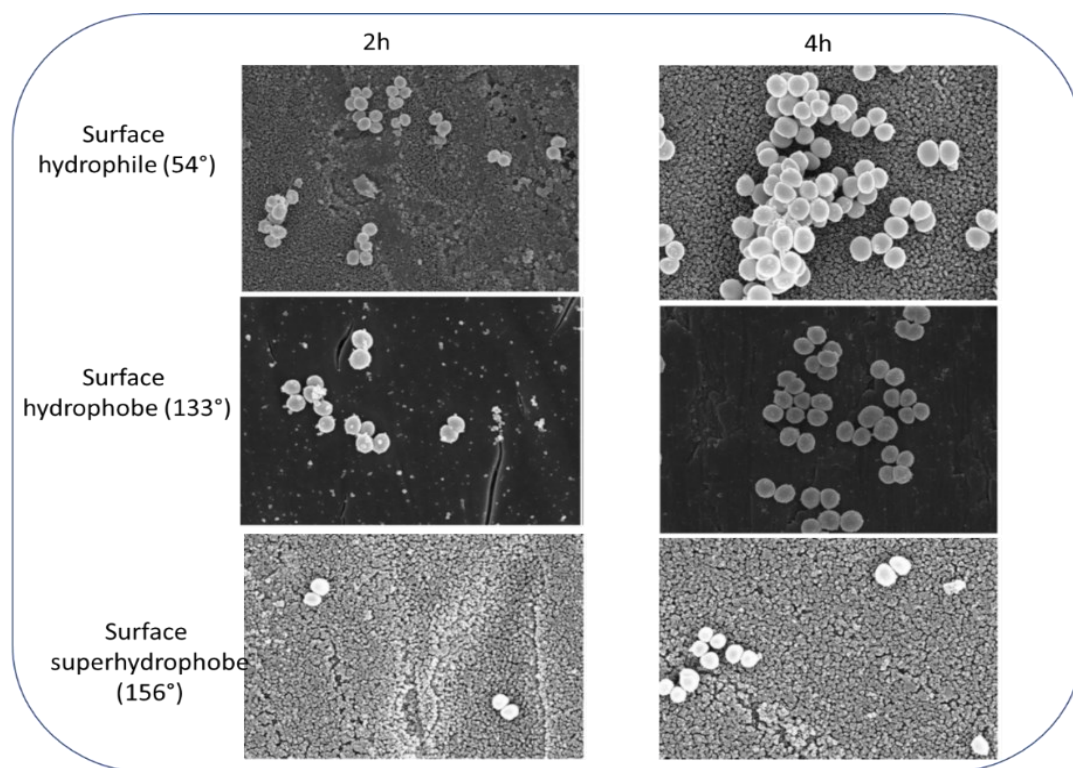 2h
4h
Surface
hydrophile (54°)
Surface
hydrophobe (133°)
Surface
superhydrophobe
(156°)